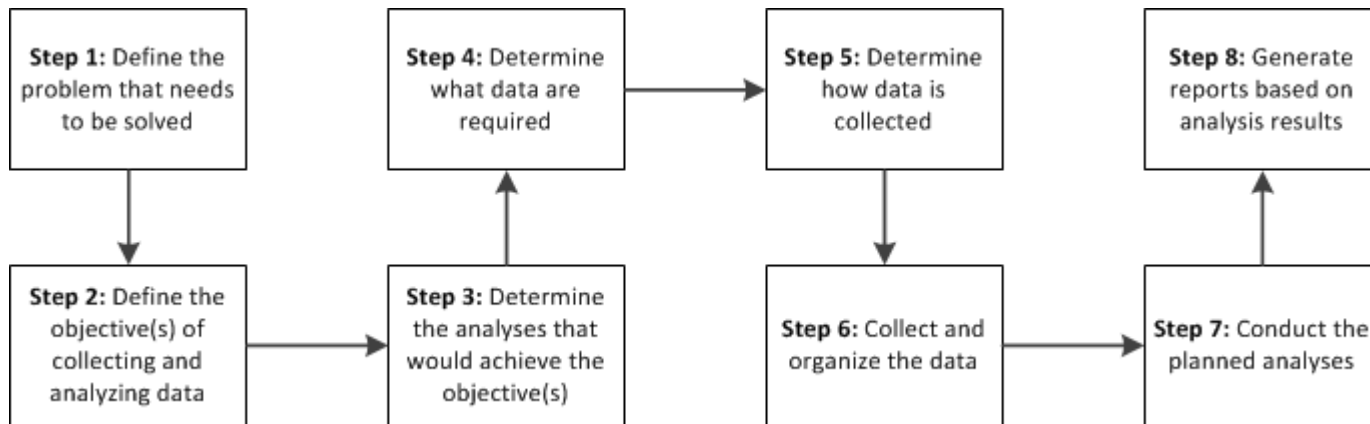 Step 1: Define the
problem that needs
to be solved
Step 2: Define the
objective(s) of
collecting and
analyzing data
Step 3: Determine
the analyses that
would achieve the
objective(s)
Step 4: Determine
what data are
required
Step 5: Determine
how data is
collected
Step 6: Collect and
organize the data
Step 7: Conduct the
planned analyses
Step 8: Generate
reports based on
analysis results